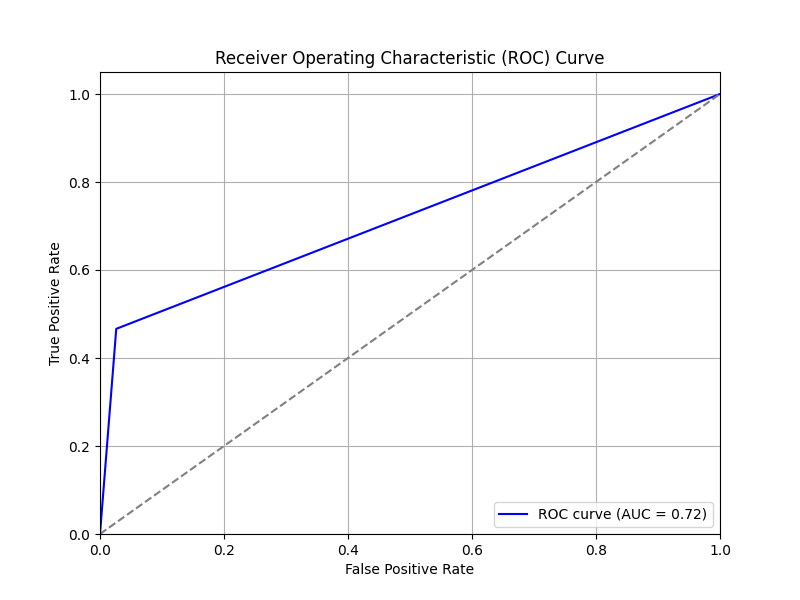 Receiver Operating Characteristic (ROC) Curve
1.0
0.8
0.6
0.4
0.2
0.0
True Positive Rate
ROC curve (AUC = 0.72)
0.0 0.2 0.4 0.6 0.8 1.0
False Positive Rate